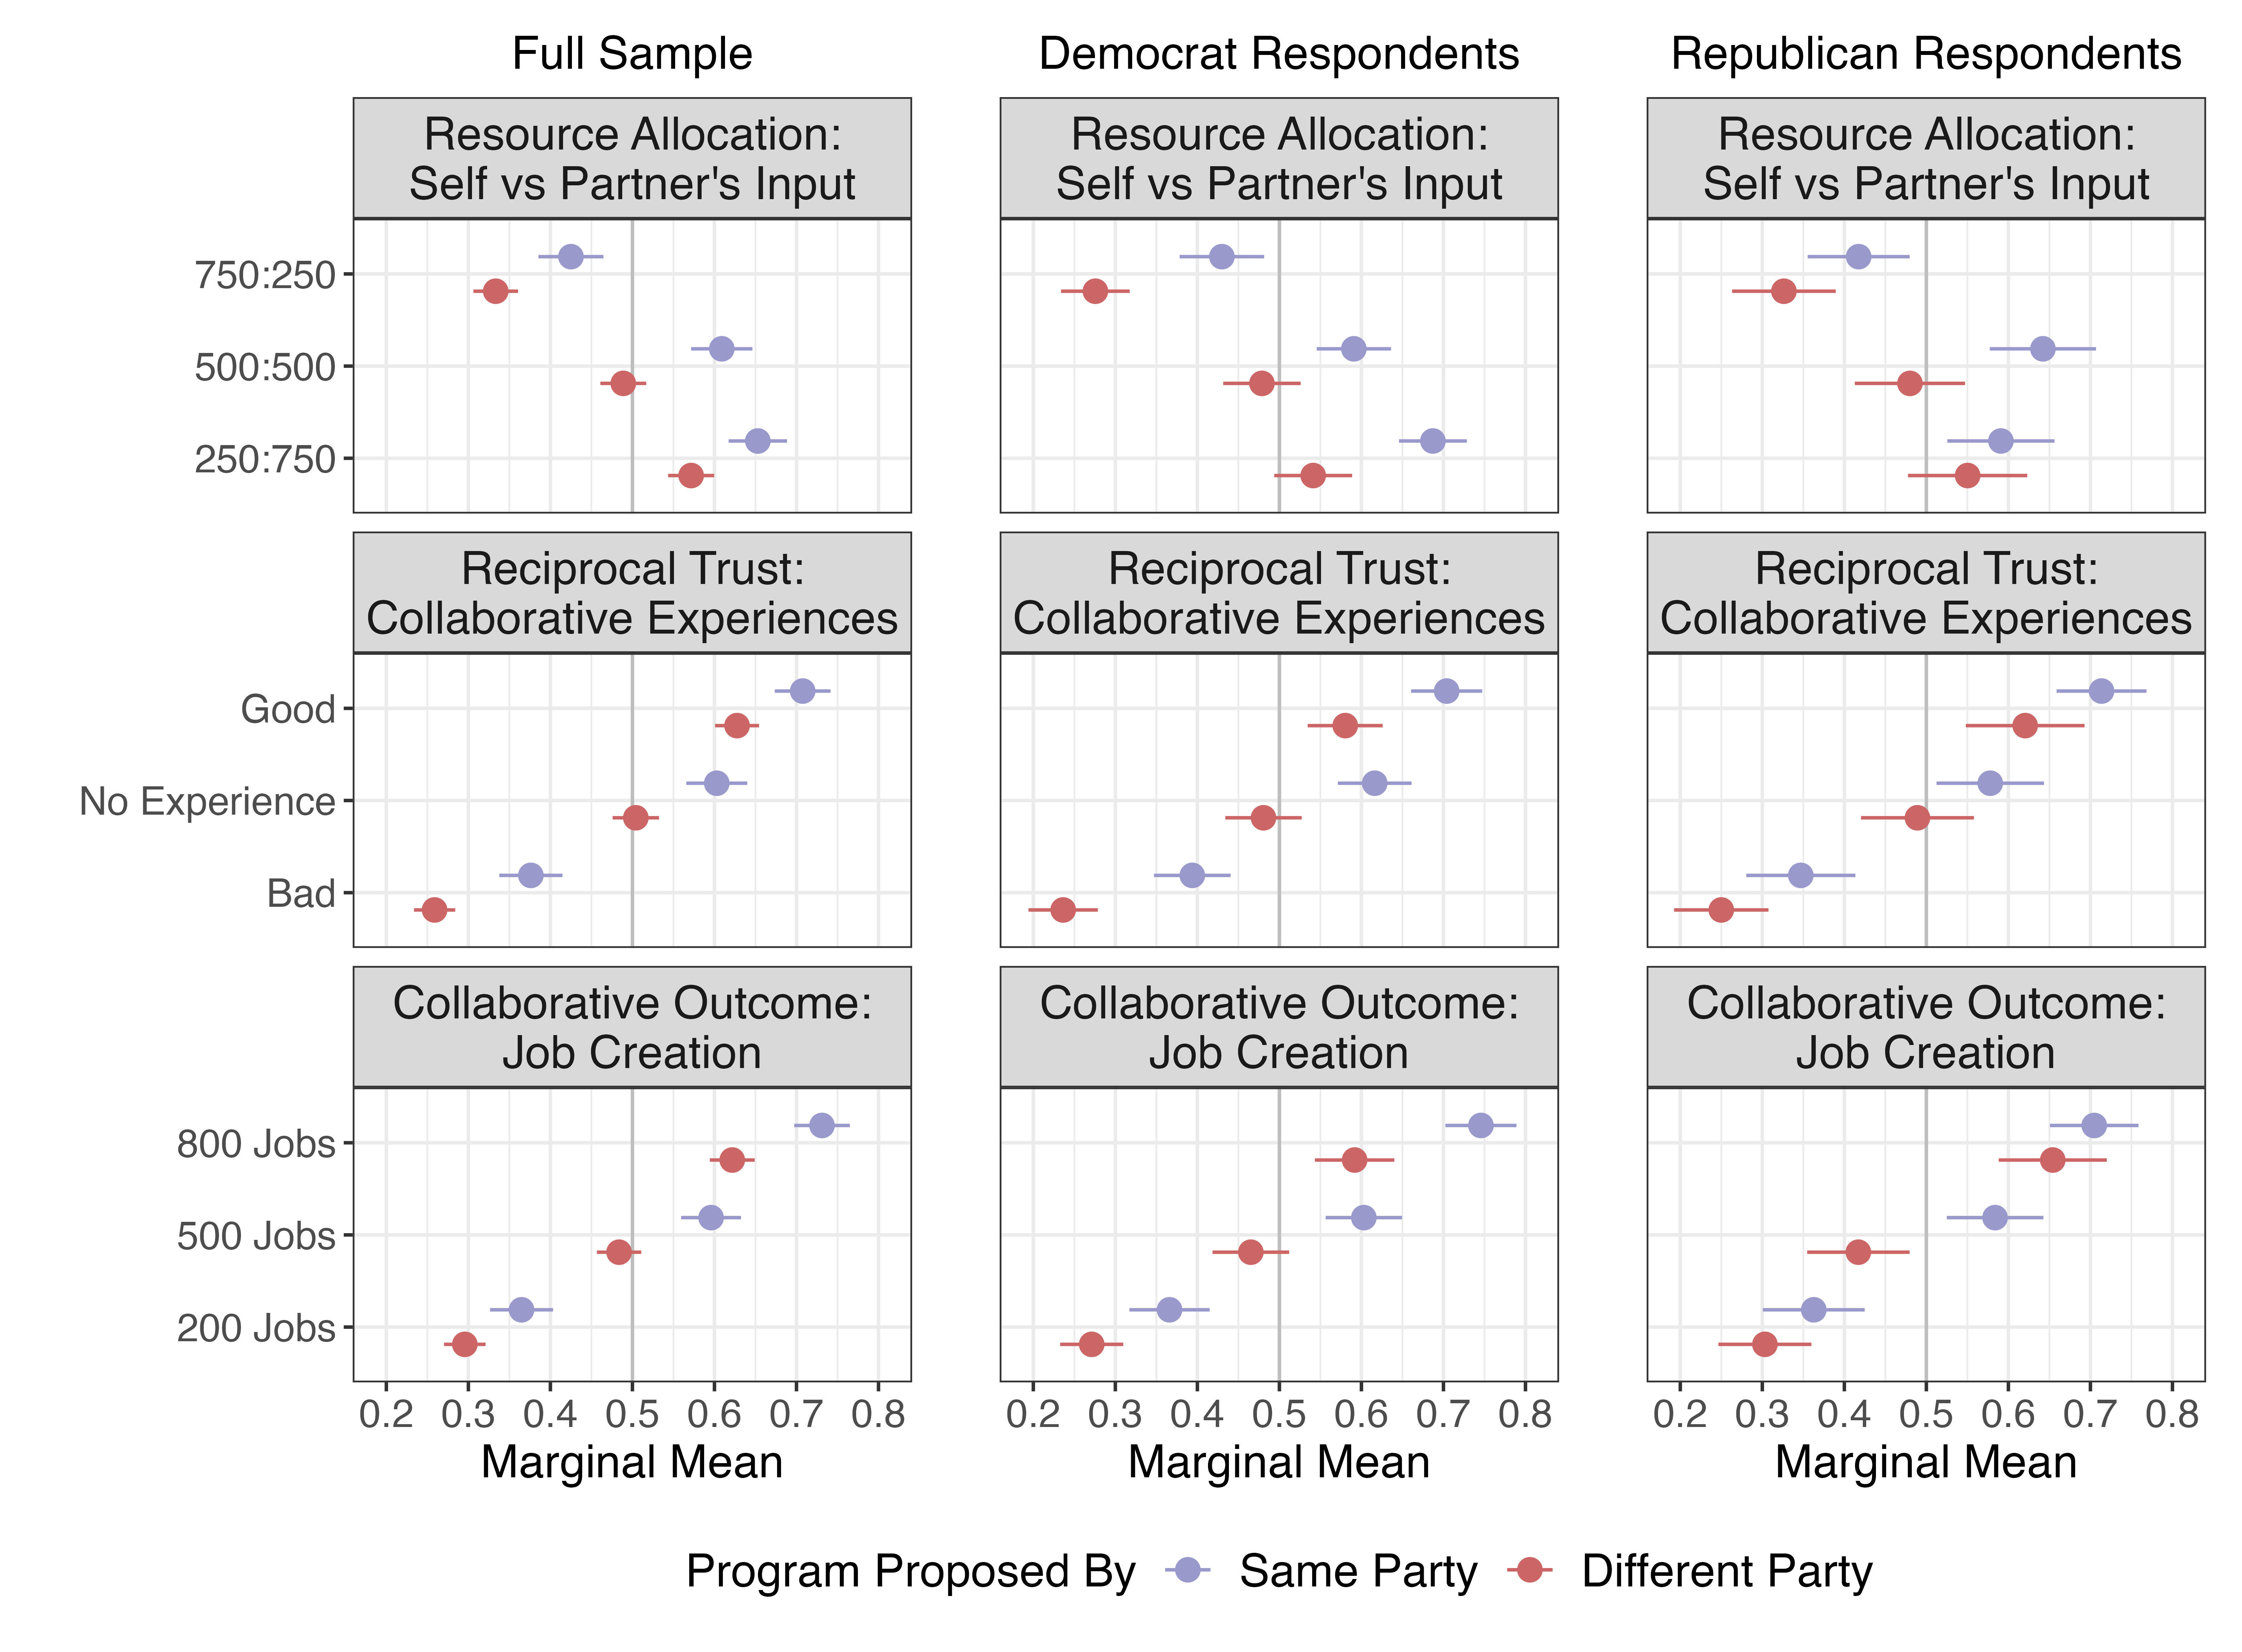 Full Sample
Democrat Respondents
Republican Respondents
Resource Allocation:
Self vs Partner's Input
Resource Allocation:
Self vs Partner's Input
Resource Allocation:
Self vs Partner's Input
750:250
500:500
250:750
Reciprocal Trust:
Collaborative Experiences
Reciprocal Trust:
Collaborative Experiences
Reciprocal Trust:
Collaborative Experiences
Good
No Experience
Bad
Collaborative Outcome:
Job Creation
Collaborative Outcome:
Job Creation
Collaborative Outcome:
Job Creation
800 Jobs
500 Jobs
200 Jobs
0.2 0.3 0.4 0.5 0.6 0.7 0.8
0.2 0.3 0.4 0.5 0.6 0.7 0.8
0.2 0.3 0.4 0.5 0.6 0.7 0.8
Marginal Mean
Marginal Mean
Marginal Mean
Program Proposed By Same Party Different Party